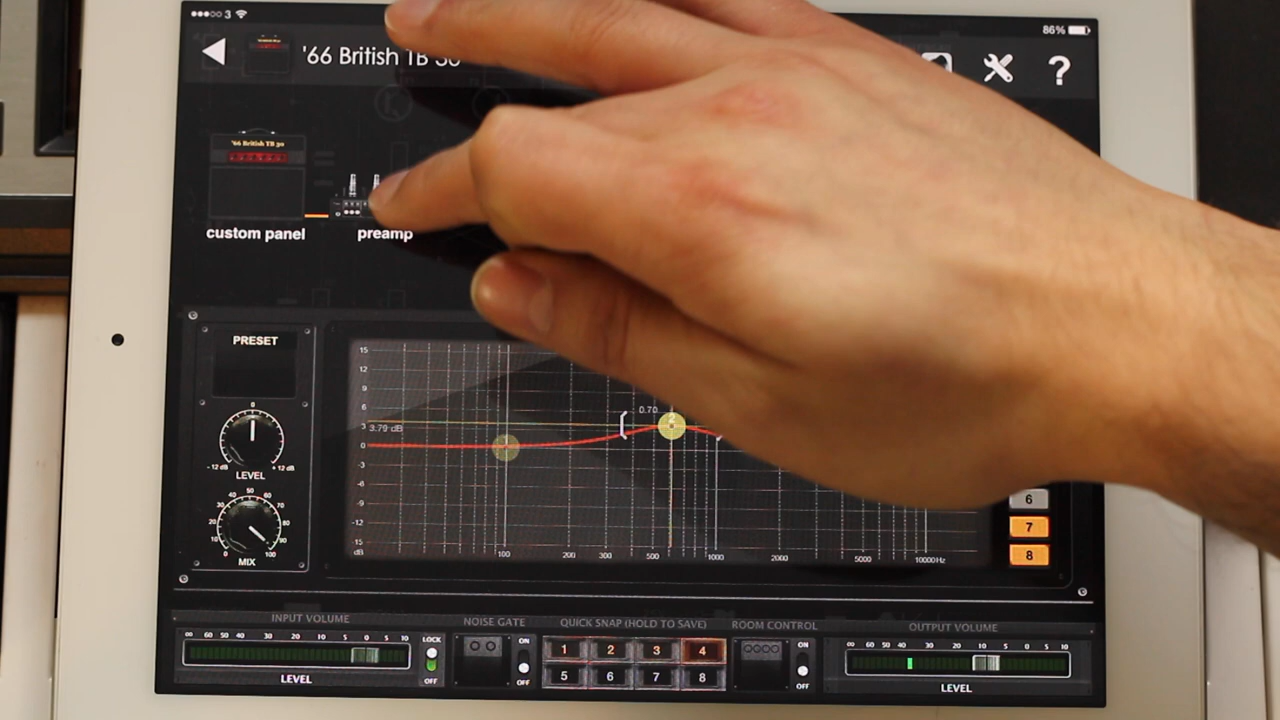 3
86%
'66 British TB 30
?
'66 British TB 30
custom panel
preamp
PRESET
0
-12 dB +12 dB
LEVEL
0 10 20 30 40 50 60 70 80 90 100
MIX
15
12
9
6
3
0
-3
-6
-9
-12
-15
dB
3.79 dB
0.70
1
2
100 200 300 500 1000 2000 5000 10000Hz
6
7
8
INPUT VOLUME
∞ 60 50 40 30 20 10 5 0 5 10
LEVEL
LOCK
OFF
NOISE GATE
ON
OFF
QUICK SNAP (HOLD TO SAVE)
1 2 3 4
5 6 7 8
ROOM CONTROL
ON
OFF
OUTPUT VOLUME
∞ 60 50 40 30 20 10 5 0 5 10
LEVEL